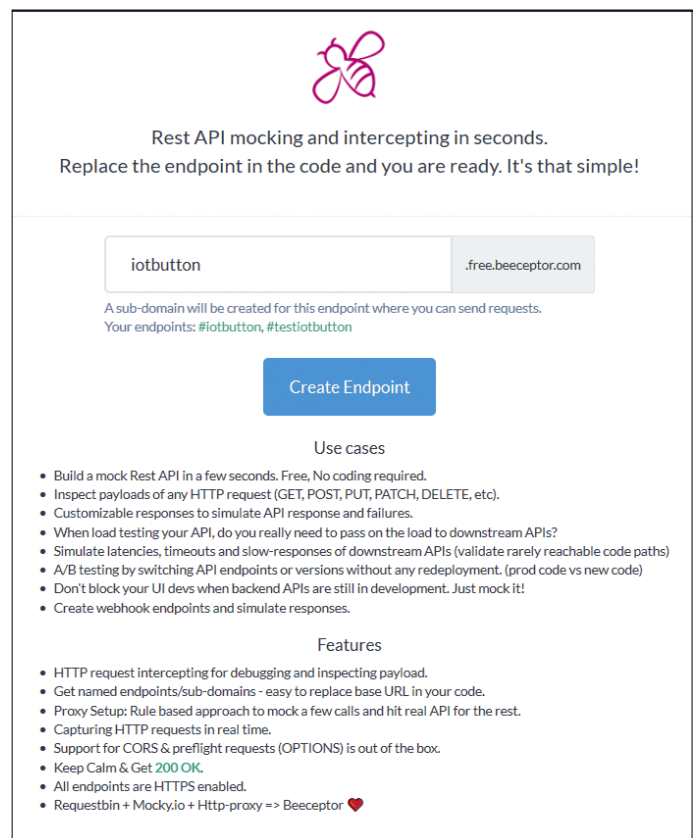 Rest API mocking and intercepting in seconds.
Replace the endpoint in the code and you are ready. It's that simple!
iotbutton
.free.beeceptor.com
A sub-domain will be created for this endpoint where you can send requests.
Your endpoints: #iotbutton, #testiotbutton
Create Endpoint
Use cases
• Build a mock Rest API in a few seconds. Free, No coding required.
• Inspect payloads of any HTTP request (GET, POST, PUT, PATCH, DELETE, etc).
• Customizable responses to simulate API response and failures.
• When load testing your API, do you really need to pass on the load to downstream APIs?
• Simulate latencies, timeouts and slow-responses of downstream APIs (validate rarely reachable code paths)
• A/B testing by switching API endpoints or versions without any redeployment. (prod code vs new code)
• Don't block your UI devs when backend APIs are still in development. Just mock it!
• Create webhook endpoints and simulate responses.
Features
• HTTP request intercepting for debugging and inspecting payload.
• Get named endpoints/sub-domains - easy to replace base URL in your code.
• Proxy Setup: Rule based approach to mock a few calls and hit real API for the rest.
• Capturing HTTP requests in real time.
• Support for CORS & preflight requests (OPTIONS) is out of the box.
• Keep Calm & Get 200 OK.
• All endpoints are HTTPS enabled.
• Requestbin + Mocky.io + Http-proxy => Beeceptor ❤